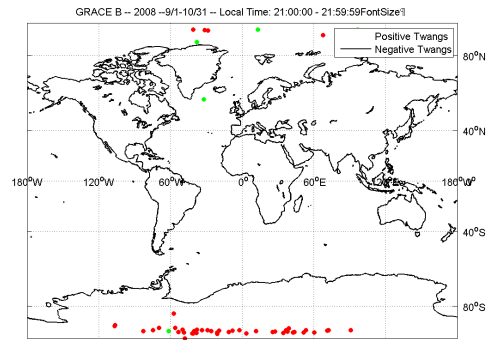 GRACE B -- 2008 --9/1-10/31 -- Local Time: 21:00:00 - 21:59:59FontSize¶
Positive Twangs
Negative Twangs
80°N
40°N
180°W 120°W 60°W 0° 60°E 180°W
40°S
80°S